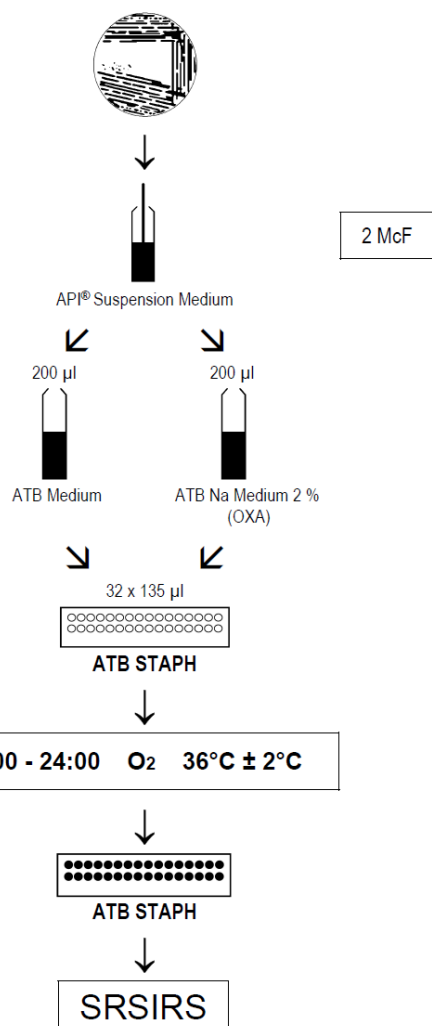 2 McF
API® Suspension Medium
200 µl 200 µl
ATB Medium ATB Na Medium 2 %
(OXA)
32 x 135 µl
ATB STAPH
00 - 24:00 O2 36°C ± 2°C
ATB STAPH
SRSIRS